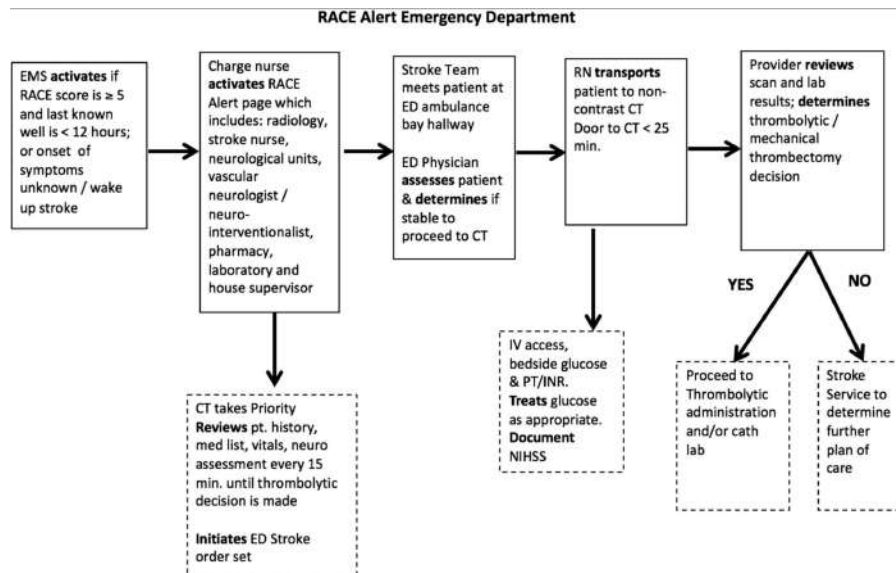 RACE Alert Emergency Department
EMS activates if
RACE score is ≥ 5
and last known
well is < 12 hours;
or onset of
symptoms
unknown / wake
up stroke
Charge nurse
activates RACE
Alert page which
includes: radiology,
stroke nurse,
neurological units,
vascular
neurologist /
neuro-
interventionalist,
pharmacy,
laboratory and
house supervisor
Stroke Team
meets patient at
ED ambulance
bay hallway
ED Physician
assesses patient
& determines if
stable to
proceed to CT
RN transports
patient to non-
contrast CT
Door to CT < 25
min.
Provider reviews
scan and lab
results; determines
thrombolytic /
mechanical
thrombectomy
decision
YES
NO
CT takes Priority
Reviews pt. history,
med list, vitals, neuro
assessment every 15
min. until thrombolytic
decision is made
Initiates ED Stroke
order set
IV access,
bedside glucose
& PT/INR.
Treats glucose
as appropriate.
Document
NIHSS
Proceed to
Thrombolytic
administration
and/or cath
lab
Stroke
Service to
determine
further
plan of
care